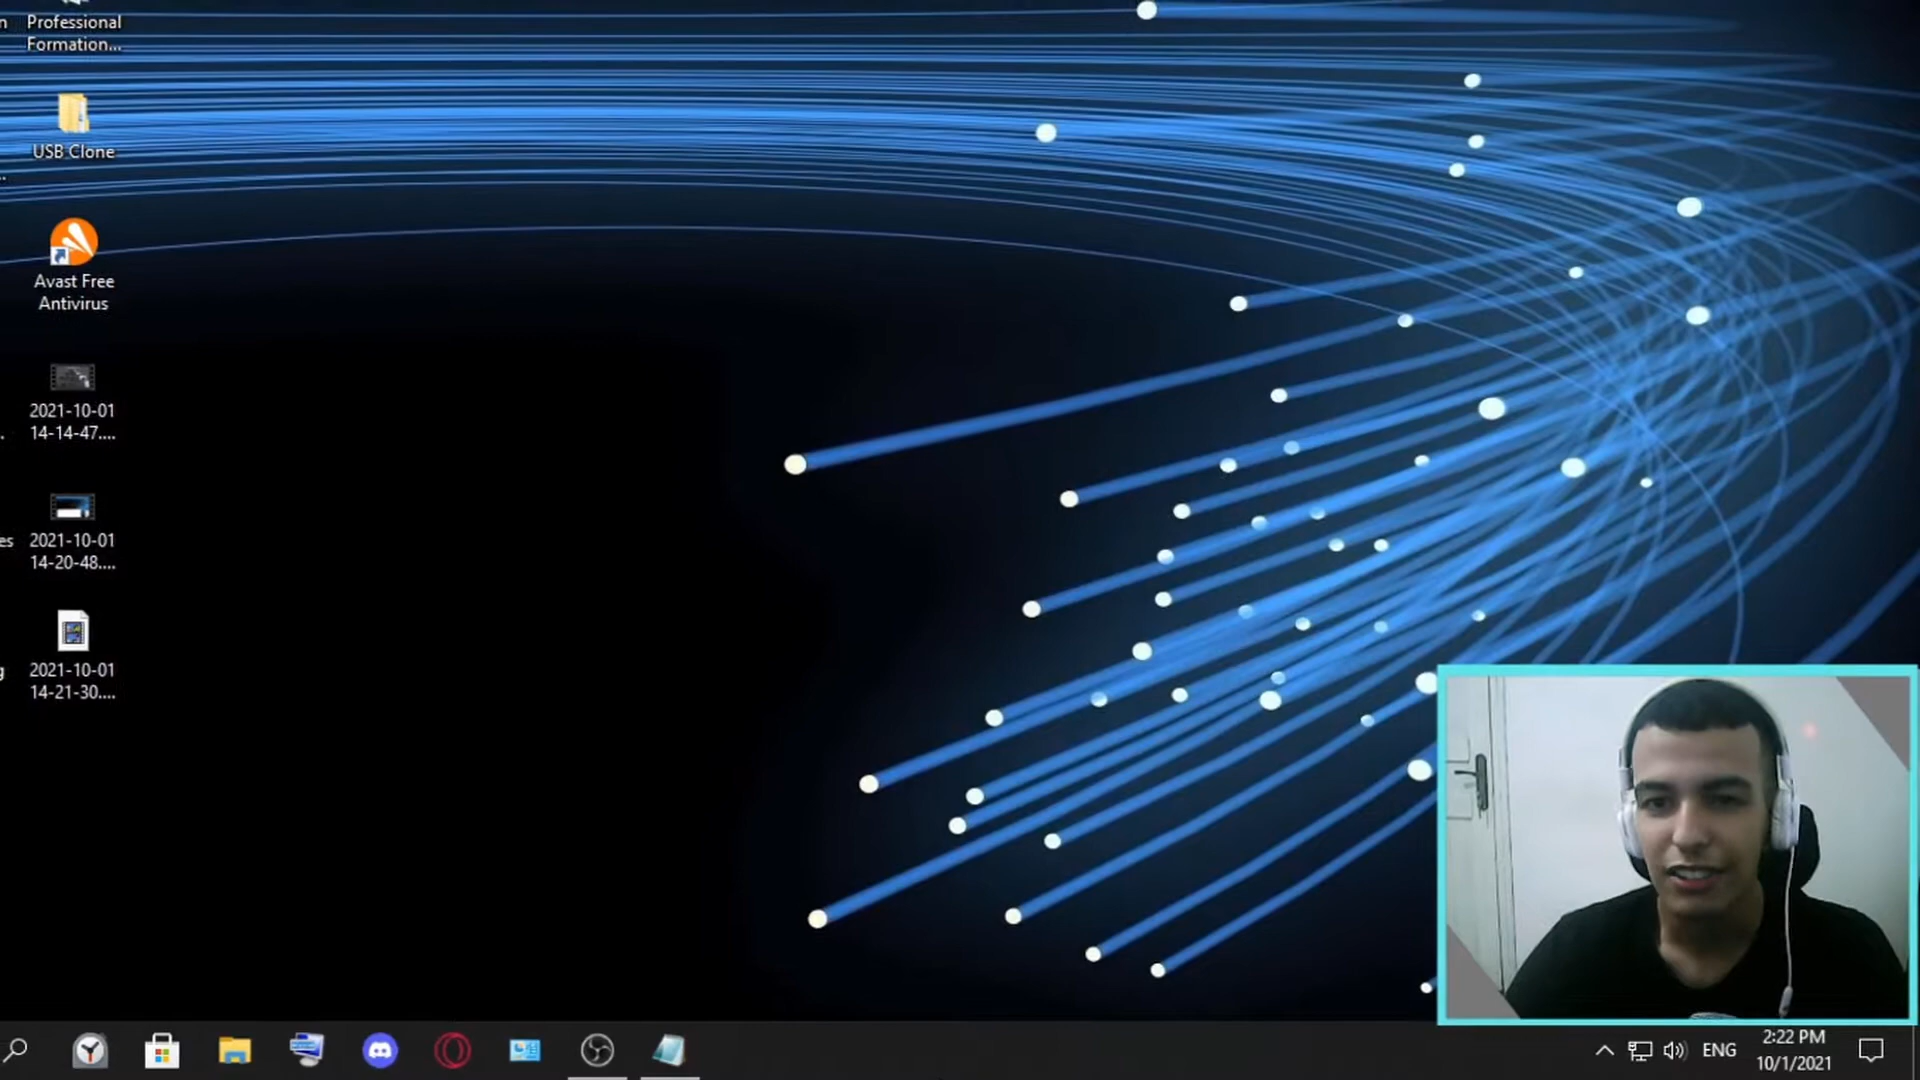 n
Professional
Formation...
USB Clone
..
Avast Free
Antivirus
2021-10-01
14-14-47....
.
2021-10-01
14-20-48....
es
2021-10-01
14-21-30....
g
ENG
2:22 PM
10/1/2021